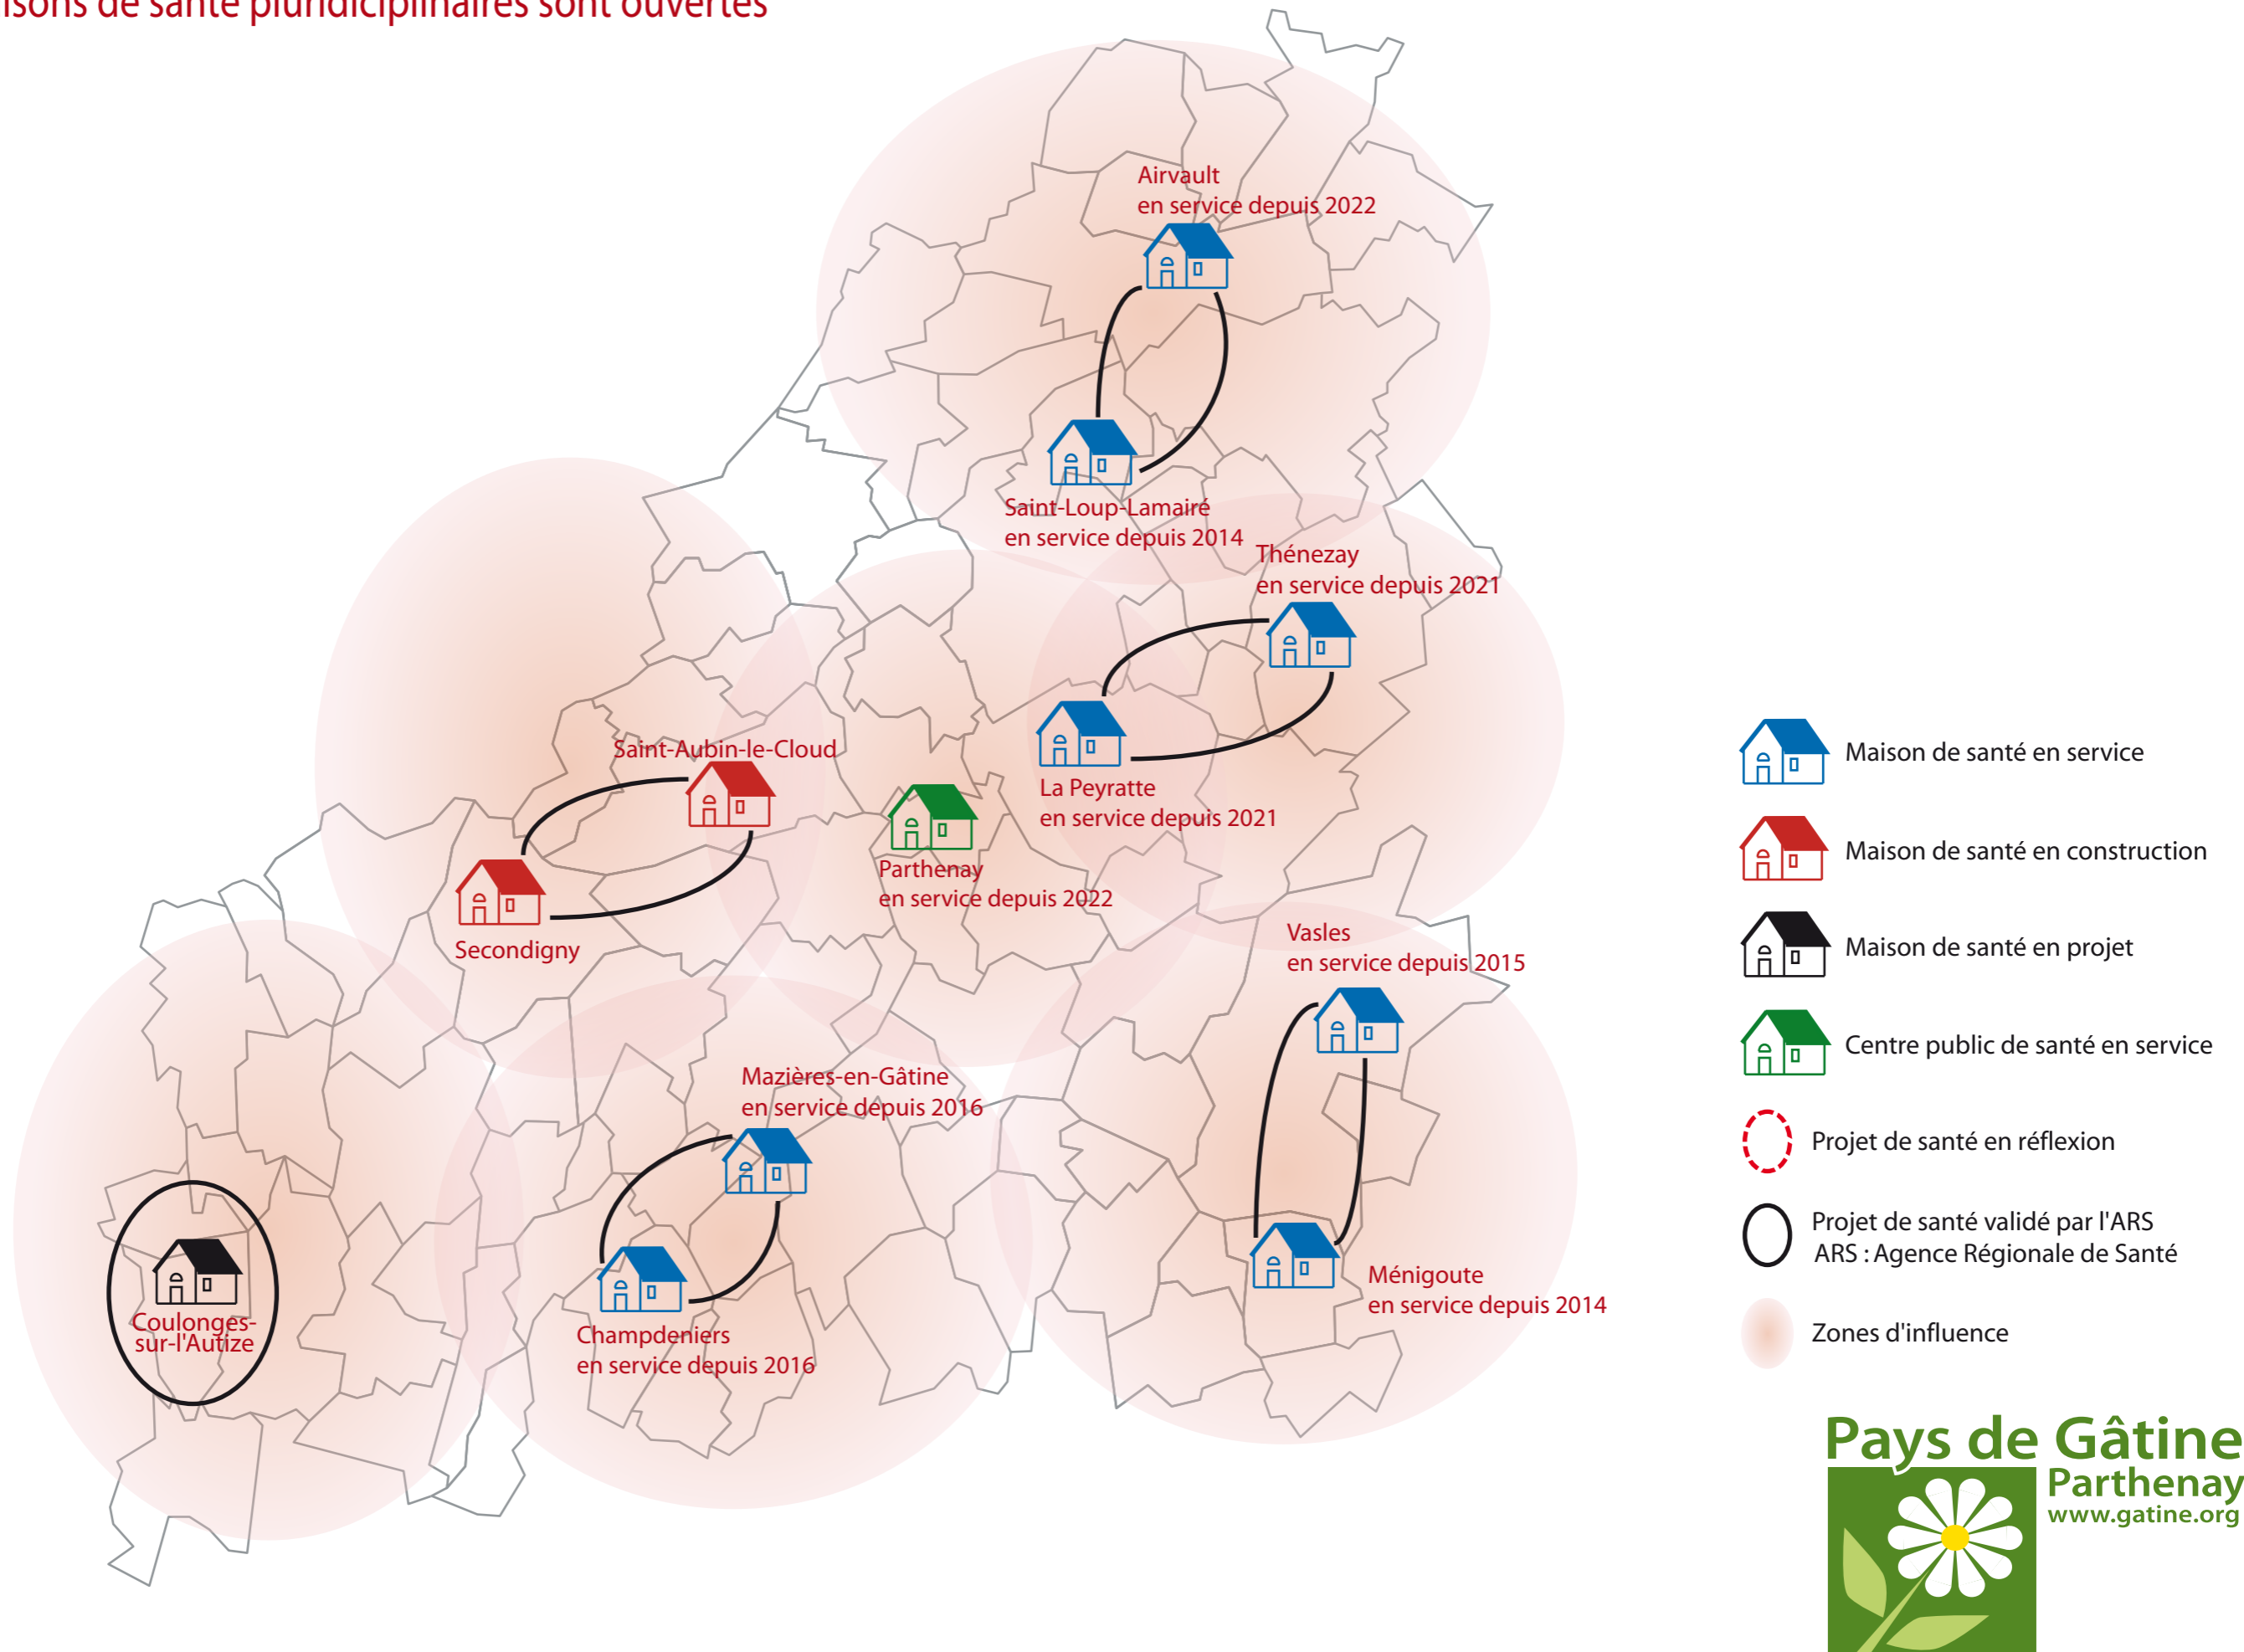 isons de santé pluridiciplinaires sont ouvertes
Airvault
en service depuis 2022
Saint-Loup-Lamairé
en service depuis 2014
Thénezay
en service depuis 2021
Saint-Aubin-le-Cloud
La Peyratte
en service depuis 2021
Parthenay
en service depuis 2022
Secondigny
Vasles
en service depuis 2015
Mazières-en-Gâtine
en service depuis 2016
Ménigoute
en service depuis 2014
Coulonges-
sur-l'Autize
Champdeniers
en service depuis 2016
Maison de santé en service
Maison de santé en construction
Maison de santé en projet
Centre public de santé en service
Projet de santé en réflexion
Projet de santé validé par l'ARS
ARS : Agence Régionale de Santé
Zones d'influence
Pays de Gâtine
Parthenay
www.gatine.org